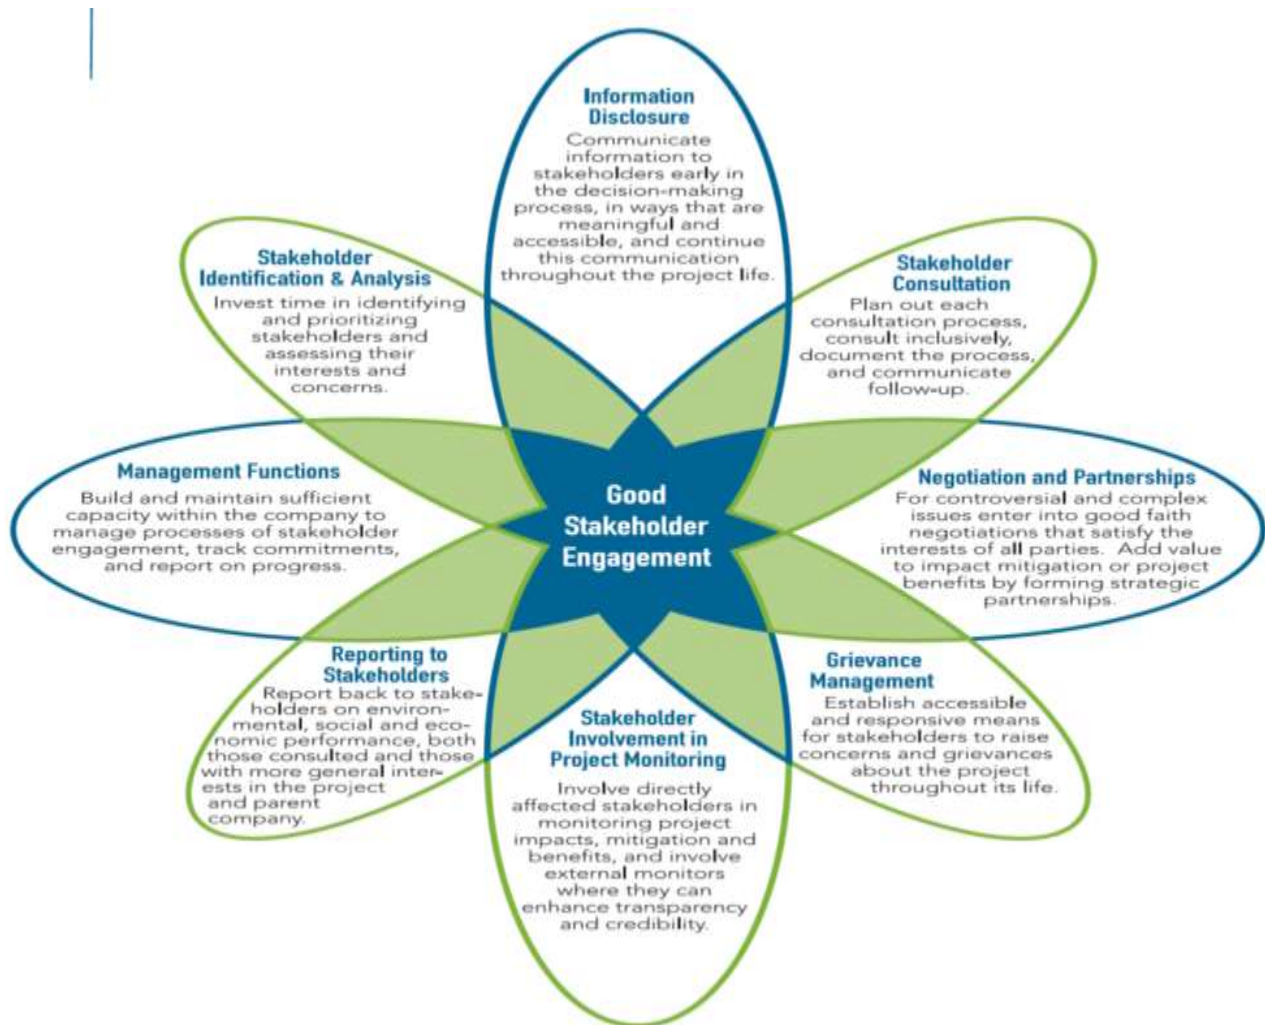 Information
Disclosure
Communicate
information to
stakeholders early in
the decision-making
process, in ways that are
meaningful and
accessible, and continue
this communication
throughout the project life.
Stakeholder
Identification & Analysis
Invest time in identifying
and prioritizing
stakeholders and
assessing their
interests and
concerns.
Stakeholder
Consultation
Plan out each
consultation process,
consult inclusively,
document the process,
and communicate
follow-up.
Management Functions
Build and maintain sufficient
capacity within the company to
manage processes of stakeholder
engagement, track commitments,
and report on progress.
Good
Stakeholder
Engagement
Negotiation and Partnerships
For controversial and complex
issues enter into good faith
negotiations that satisfy the
interests of all parties. Add value
to impact mitigation or project
benefits by forming strategic
partnerships.
Reporting to
Stakeholders
Report back to stake-
holders on environ-
mental, social and eco-
nomic performance, both
those consulted and those
with more general inter-
ests in the project
and parent
company.
Stakeholder
Involvement in
Project Monitoring
Involve directly
affected stakeholders in
monitoring project
impacts, mitigation and
benefits, and involve
external monitors
where they can
enhance transparency
and credibility.
Grievance
Management
Establish accessible
and responsive means
for stakeholders to raise
concerns and grievances
about the project
throughout its life.